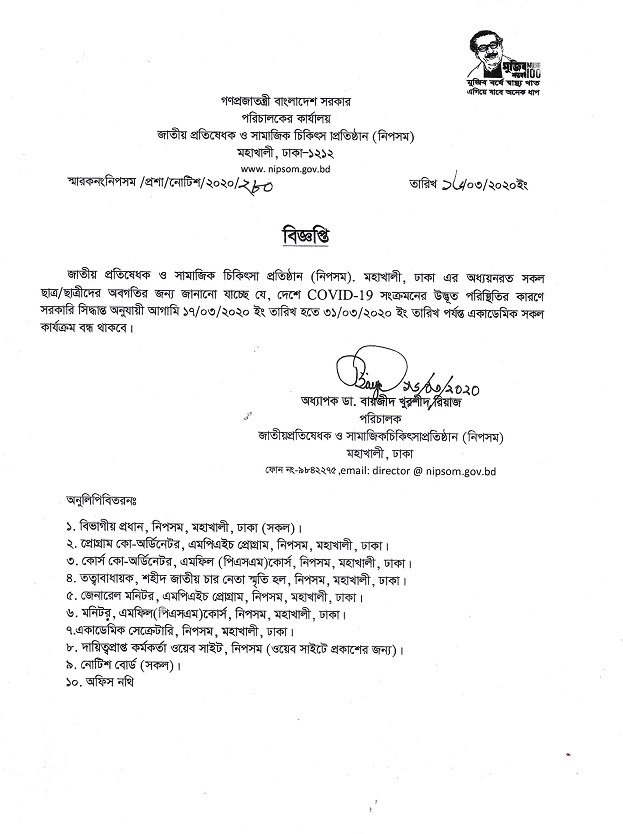 মুজিব MUJIB
শতবর্ষ 100
মুজিব বর্ষে স্বাস্থ্য খাত
এগিয়ে যাবে অনেক ধাপ
গণপ্রজাতন্ত্রী বাংলাদেশ সরকার
পরিচালকের কার্যালয়
জাতীয় প্রতিষেধক ও সামাজিক চিকিৎসা প্রতিষ্ঠান (নিপসম)
মহাখালী, ঢাকা-১২১২
www. nipsom.gov.bd
স্মারকনংনিপসম /প্রশা/নোটিশ/২০২০/২৮০ তারিখ ১৬/০৩/২০২০ইং
বিজ্ঞপ্তি
জাতীয় প্রতিষেধক ও সামাজিক চিকিৎসা প্রতিষ্ঠান (নিপসম). মহাখালী, ঢাকা এর অধ্যয়নরত সকল
ছাত্র/ছাত্রীদের অবগতির জন্য জানানো যাচ্ছে যে, দেশে COVID-19 সংক্রমনের উদ্ভূত পরিস্থিতির কারণে
সরকারি সিদ্ধান্ত অনুযায়ী আগামি ১৭/০৩/২০২০ ইং তারিখ হতে ৩১/০৩/২০২০ ইং তারিখ পর্যন্ত একাডেমিক সকল
কার্যক্রম বন্ধ থাকবে।
১৬/০৩/2020
অধ্যাপক ডা. বায়জীদ খুরশীদ রিয়াজ
পরিচালক
জাতীয়প্রতিষেধক ও সামাজিকচিকিৎসাপ্রতিষ্ঠান (নিপসম)
মহাখালী, ঢাকা
ফোন নং-৯৮৪২২৭৫ ,email: director @ nipsom.gov.bd
অনুলিপিবিতরনঃ
১. বিভাগীয় প্রধান, নিপসম, মহাখালী, ঢাকা (সকল)।
২. প্রোগ্রাম কো-অর্ডিনেটর, এমপিএইচ প্রোগ্রাম, নিপসম, মহাখালী, ঢাকা।
৩. কোর্স কো-অর্ডিনেটর, এমফিল (পিএসএম)কোর্স, নিপসম, মহাখালী, ঢাকা।
৪. তত্বাবাধায়ক, শহীদ জাতীয় চার নেতা স্মৃতি হল, নিপসম, মহাখালী, ঢাকা।
৫. জেনারেল মনিটর, এমপিএইচ প্রোগ্রাম, নিপসম, মহাখালী, ঢাকা।
৬. মনিটর, এমফিল(পিএসএম)কোর্স, নিপসম, মহাখালী, ঢাকা।
৭.একাডেমিক সেক্রেটারি, নিপসম, মহাখালী, ঢাকা।
৮. দায়িত্বপ্রাপ্ত কর্মকর্তা ওয়েব সাইট, নিপসম (ওয়েব সাইটে প্রকাশের জন্য)।
৯. নোটিশ বোর্ড (সকল)।
১০. অফিস নথি